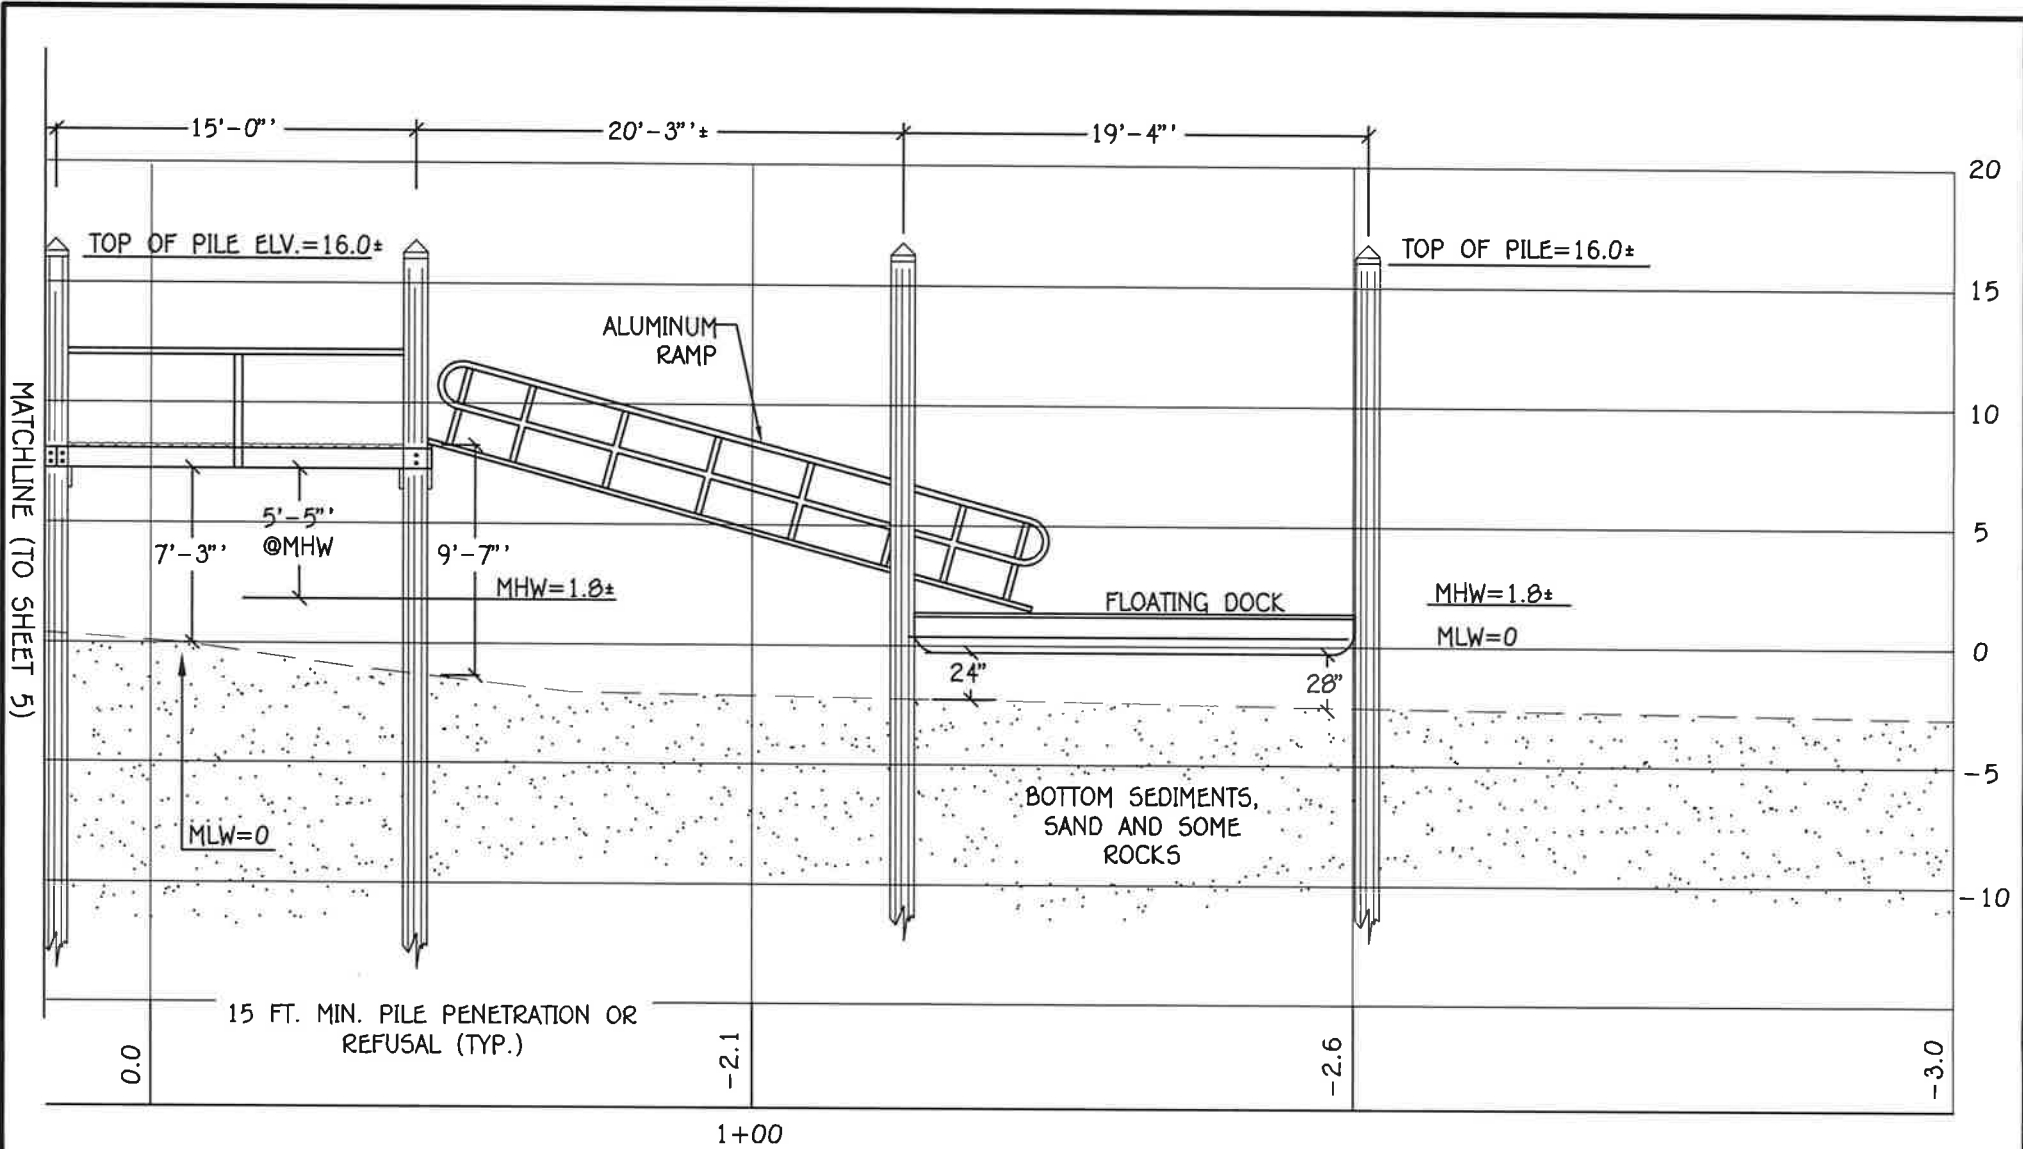 15'-0"'
20'-3"'±
19'-4"'
20
TOP OF PILE ELV.=16.0±
TOP OF PILE=16.0±
15
ALUMINUM
RAMP
10
MATCHLINE (TO SHEET 5)
5'-5"'
@MHW
7'-3"'
9'-7"'
5
MHW=1.8±
FLOATING DOCK
MHW=1.8±
MLW=0
0
24"
28"
-5
BOTTOM SEDIMENTS,
SAND AND SOME
ROCKS
MLW=0
-10
15 FT. MIN. PILE PENETRATION OR
REFUSAL (TYP.)
0.0
-2.1
-2.6
-3.0
1+00